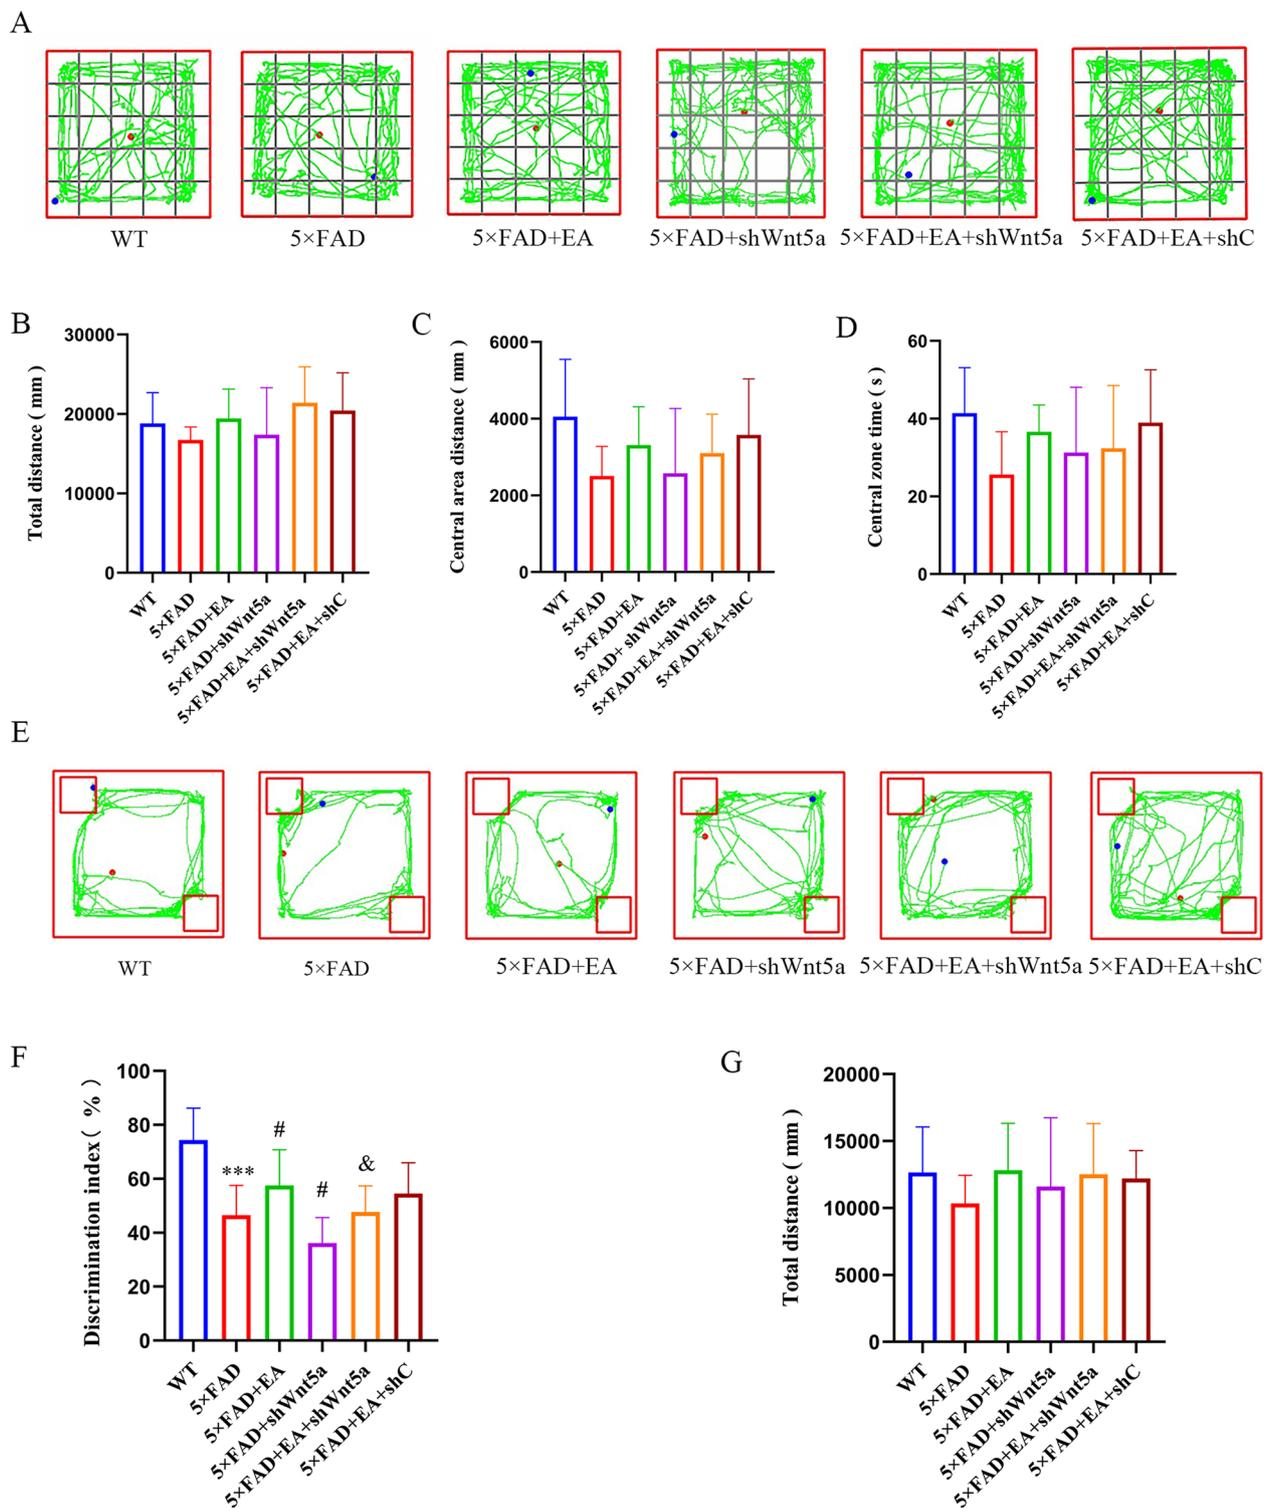 A
WT
5×FAD
5×FAD+EA
5×FAD+shWnt5a
5×FAD+EA+shWnt5a
5×FAD+EA+shC
B
Total distance ( mm )
30000
20000
10000
0
WT
5×FAD
5×FAD+EA
5×FAD+shWnt5a
5×FAD+EA+shWnt5a
5×FAD+EA+shC
C
Central area distance ( mm )
6000
4000
2000
0
WT
5×FAD
5×FAD+EA
5×FAD+ shWnt5a
5×FAD+EA+shWnt5a
5×FAD+EA+shC
D
Central zone time ( s )
60
40
20
0
WT
5×FAD
5×FAD+EA
5×FAD+shWnt5a
5×FAD+EA+shWnt5a
5×FAD+EA+shC
E
WT
5×FAD
5×FAD+EA
5×FAD+shWnt5a
5×FAD+EA+shWnt5a
5×FAD+EA+shC
F
Discrimination index( % )
100
80
60
40
20
0
***
#
#
&
WT
5×FAD
5×FAD+EA
5×FAD+shWnt5a
5×FAD+EA+shWnt5a
5×FAD+EA+shC
G
Total distance ( mm )
20000
15000
10000
5000
0
WT
5×FAD
5×FAD+EA
5×FAD+shWnt5a
5×FAD+EA+shWnt5a
5×FAD+EA+shC